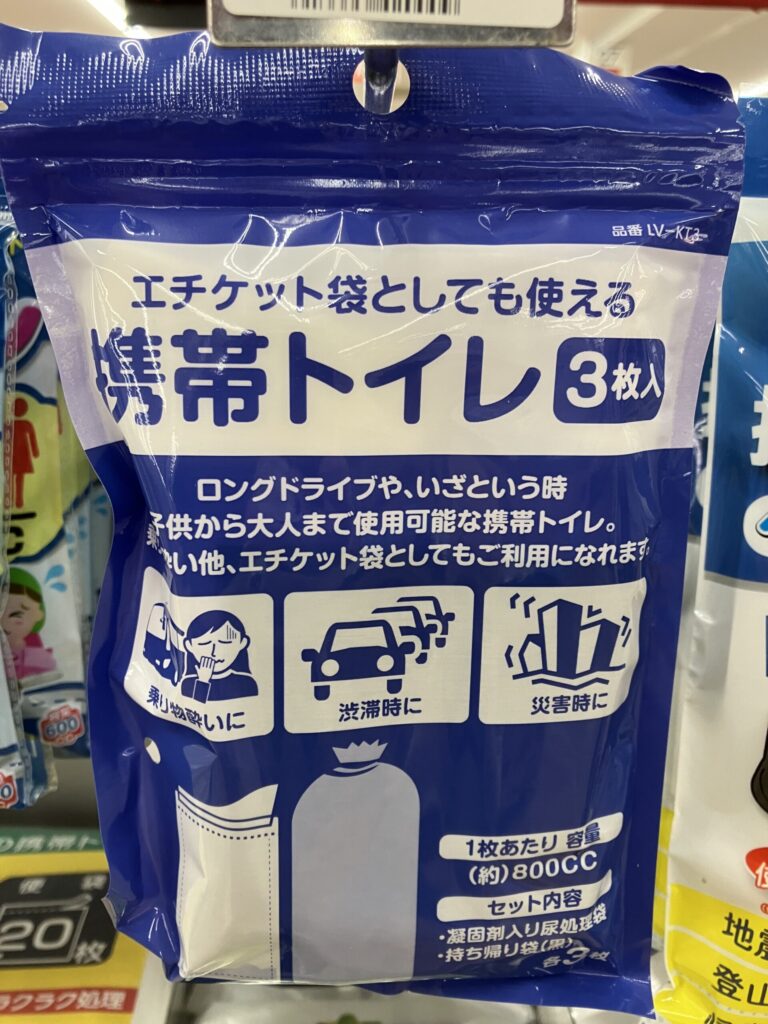 品番 LV-KT3
エチケット袋としても使える
携帯トイレ 3枚入
ロングドライブや、いざという時
子供から大人まで使用可能な携帯トイレ。
い他、エチケット袋としてもご利用になれます。
乗り物酔いに
渋滞時に
災害時に
1枚あたり 容量
(約)800CC
セット内容
・凝固剤入り尿処理袋
・持ち帰り袋(黒)
各3枚
600
の携帯ト
便袋
20枚
ラクラク処理
地震
登山